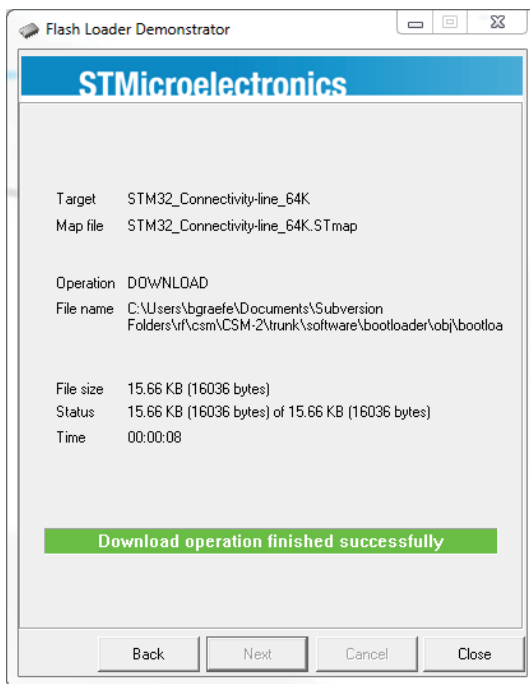 Flash Loader Demonstrator
STMicroelectronics
Target STM32_Connectivity-line_64K
Map file STM32_Connectivity-line_64K.STmap
Operation DOWNLOAD
File name C:\Users\bgraefe\Documents\Subversion
Folders\rf\csm\CSM-2\trunk\software\bootloader\obj\bootloa
File size 15.66 KB (16036 bytes)
Status 15.66 KB (16036 bytes) of 15.66 KB (16036 bytes)
Time 00:00:08
Download operation finished successfully
Back Next Cancel Close